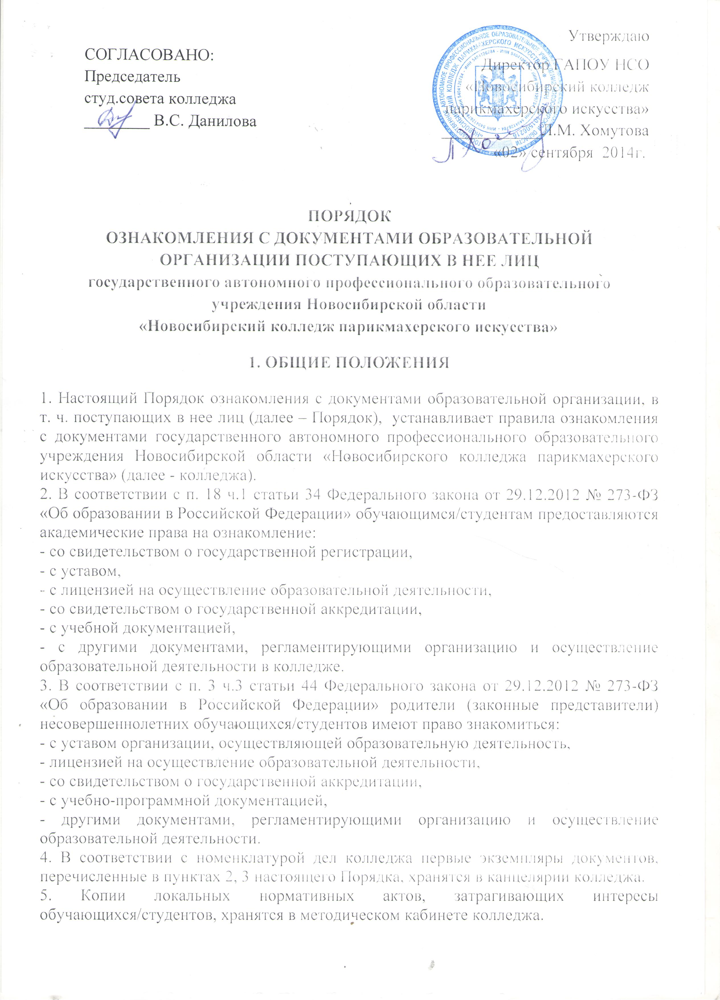 СОГЛАСОВАНО:
Председатель
студ.совета колледжа
________ В.С. Данилова
Утверждаю
Директор ГАПОУ НСО
«Новосибирский колледж
парикмахерского искусства»
Л.М. Хомутова
«02» сентября 2014г.
ПОРЯДОК
ОЗНАКОМЛЕНИЯ С ДОКУМЕНТАМИ ОБРАЗОВАТЕЛЬНОЙ
ОРГАНИЗАЦИИ ПОСТУПАЮЩИХ В НЕЕ ЛИЦ
государственного автономного профессионального образовательного
учреждения Новосибирской области
«Новосибирский колледж парикмахерского искусства»
1. ОБЩИЕ ПОЛОЖЕНИЯ
1. Настоящий Порядок ознакомления с документами образовательной организации, в
т. ч. поступающих в нее лиц (далее – Порядок), устанавливает правила ознакомления
с документами государственного автономного профессионального образовательного
учреждения Новосибирской области «Новосибирского колледжа парикмахерского
искусства» (далее - колледжа).
2. В соответствии с п. 18 ч.1 статьи 34 Федерального закона от 29.12.2012 № 273-ФЗ
«Об образовании в Российской Федерации» обучающимся/студентам предоставляются
академические права на ознакомление:
- со свидетельством о государственной регистрации,
- с уставом,
- с лицензией на осуществление образовательной деятельности,
- со свидетельством о государственной аккредитации,
- с учебной документацией,
- с другими документами, регламентирующими организацию и осуществление
образовательной деятельности в колледже.
3. В соответствии с п. 3 ч.3 статьи 44 Федерального закона от 29.12.2012 № 273-ФЗ
«Об образовании в Российской Федерации» родители (законные представители)
несовершеннолетних обучающихся/студентов имеют право знакомиться:
- с уставом организации, осуществляющей образовательную деятельность,
- лицензией на осуществление образовательной деятельности,
- со свидетельством о государственной аккредитации,
- с учебно-программной документацией,
- другими документами, регламентирующими организацию и осуществление
образовательной деятельности.
4. В соответствии с номенклатурой дел колледжа первые экземпляры документов,
перечисленные в пунктах 2, 3 настоящего Порядка, хранятся в канцелярии колледжа.
5. Копии локальных нормативных актов, затрагивающих интересы
обучающихся/студентов, хранятся в методическом кабинете колледжа.